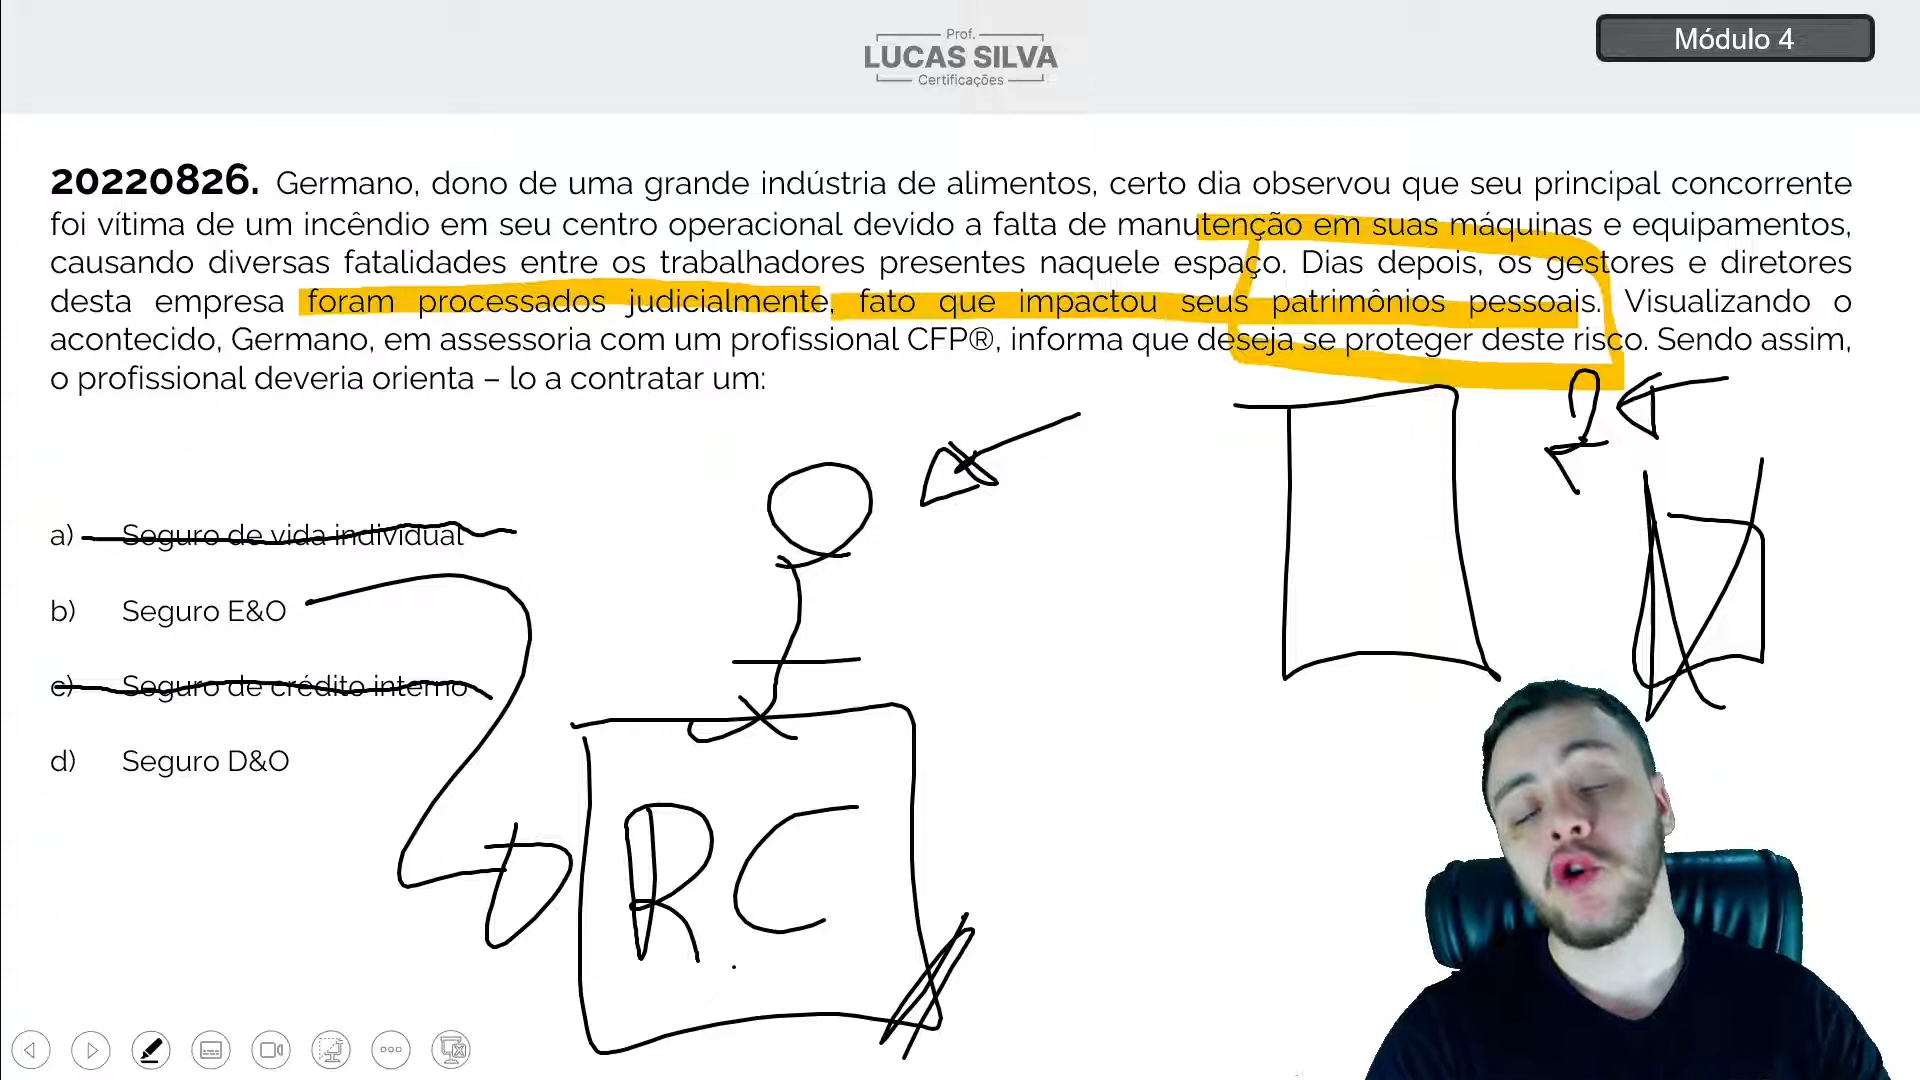 Prof.
LUCAS SILVA
Certificações
Módulo 4
20220826. Germano, dono de uma grande indústria de alimentos, certo dia observou que seu principal concorrente
foi vítima de um incêndio em seu centro operacional devido a falta de manutenção em suas máquinas e equipamentos,
causando diversas fatalidades entre os trabalhadores presentes naquele espaço. Dias depois, os gestores e diretores
desta empresa foram processados judicialmente, fato que impactou seus patrimônios pessoais. Visualizando o
acontecido, Germano, em assessoria com um profissional CFP®, informa que deseja se proteger deste risco. Sendo assim,
o profissional deveria orienta – lo a contratar um:
a) Seguro de vida individual
b) Seguro E&O
c) Seguro de crédito interno
d) Seguro D&O
RC